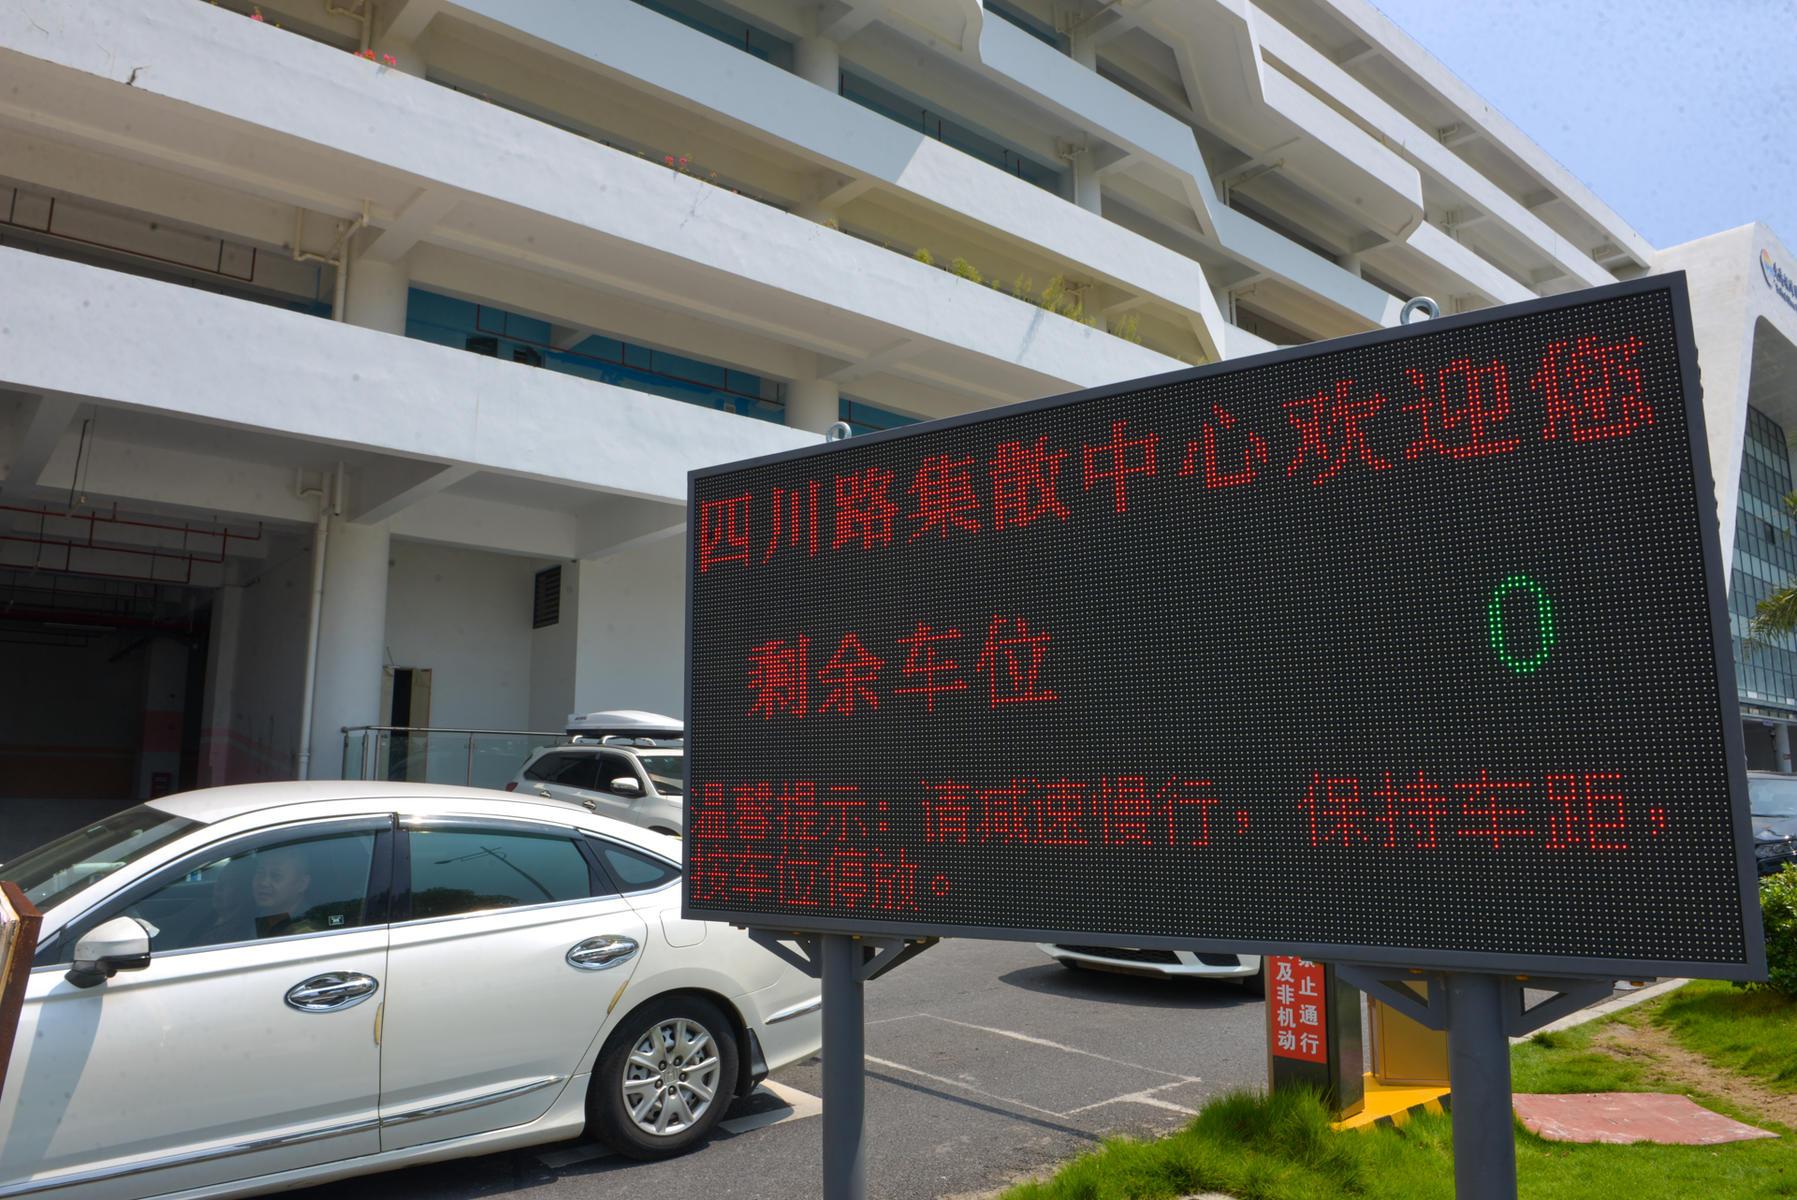 四川路集散中心欢迎您
剩余车位 0
温馨提示：请减速慢行，保持车距，
按车位停放。
禁止通行
及非机动